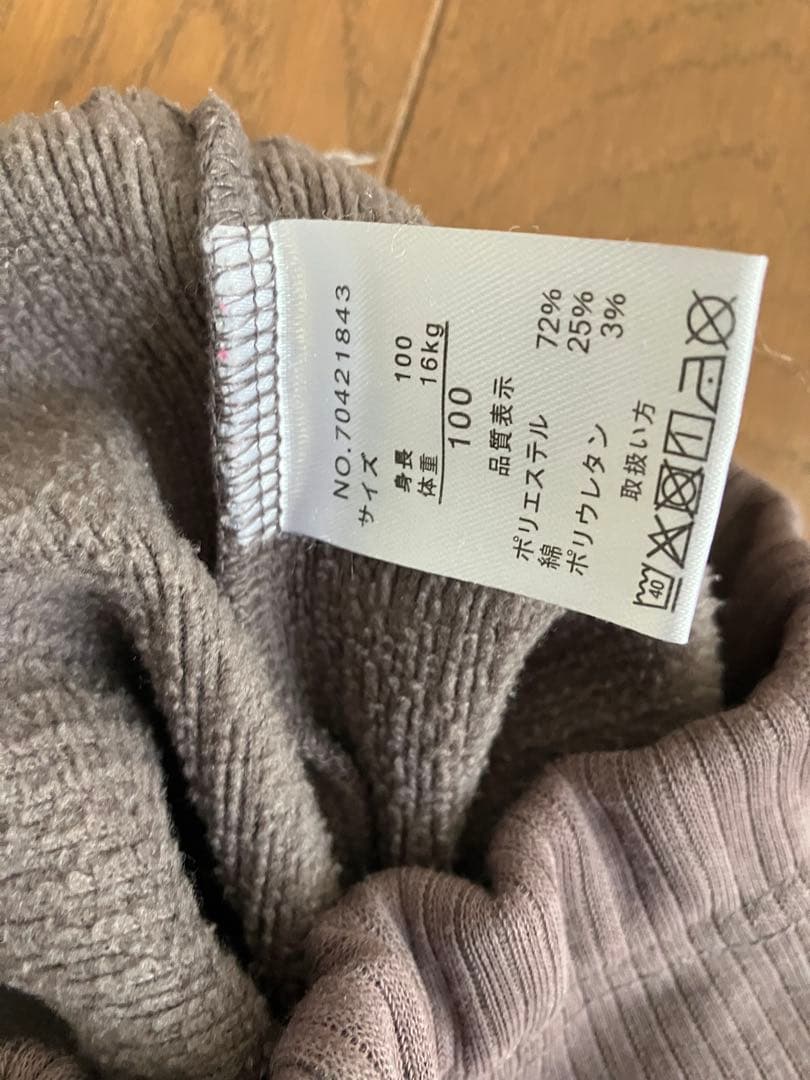 NO.70421843
サイズ
身長 100
体重 16kg
100
品質表示
ポリエステル 72%
綿 25%
ポリウレタン 3%
取扱い方
40